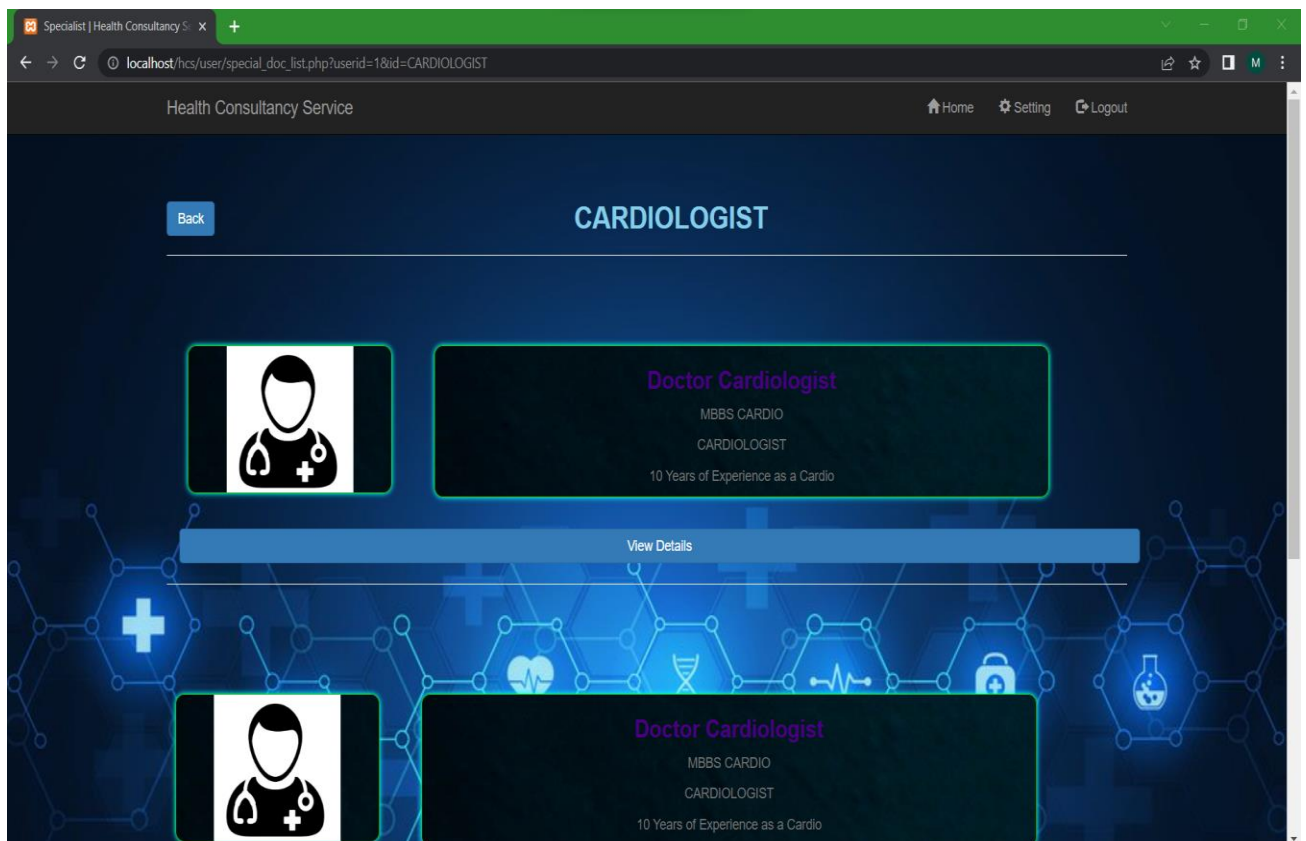 Specialist | Health Consultancy S
localhost/hcs/user/special_doc_list.php?userid=1&id=CARDIOLOGIST
M
Health Consultancy Service
Home
Setting
Logout
Back
CARDIOLOGIST
Doctor Cardiologist
MBBS CARDIO
CARDIOLOGIST
10 Years of Experience as a Cardio
View Details
Doctor Cardiologist
MBBS CARDIO
CARDIOLOGIST
10 Years of Experience as a Cardio